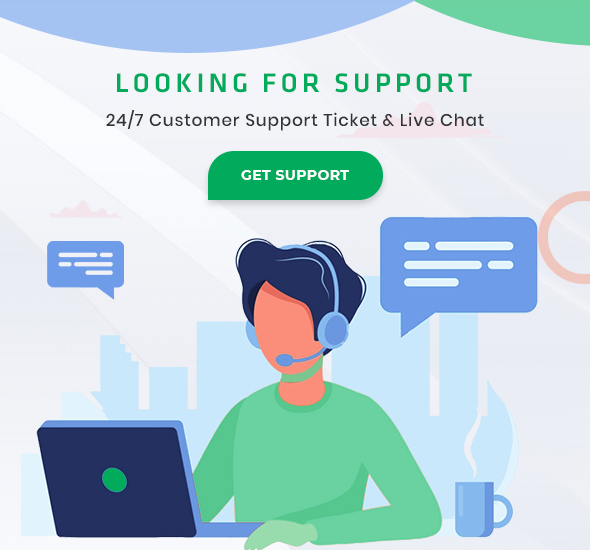 LOOKING FOR SUPPORT
24/7 Customer Support Ticket & Live Chat
GET SUPPORT